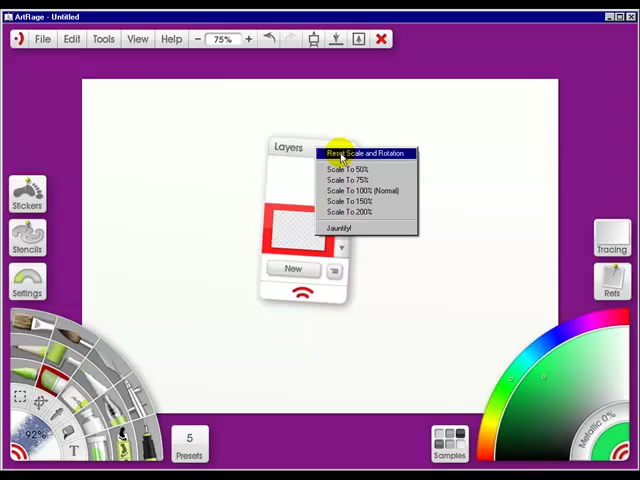 ArtRage - Untitled
File Edit Tools View Help - 75% +
Layers
Reset Scale and Rotation
Scale To 50%
Scale To 75%
Scale To 100% (Normal)
Scale To 150%
Scale To 200%
Jauntify!
New
Stickers
Stencils
Settings
Tracing
Refs
92%
T
5
Presets
Samples
Metallic 0%